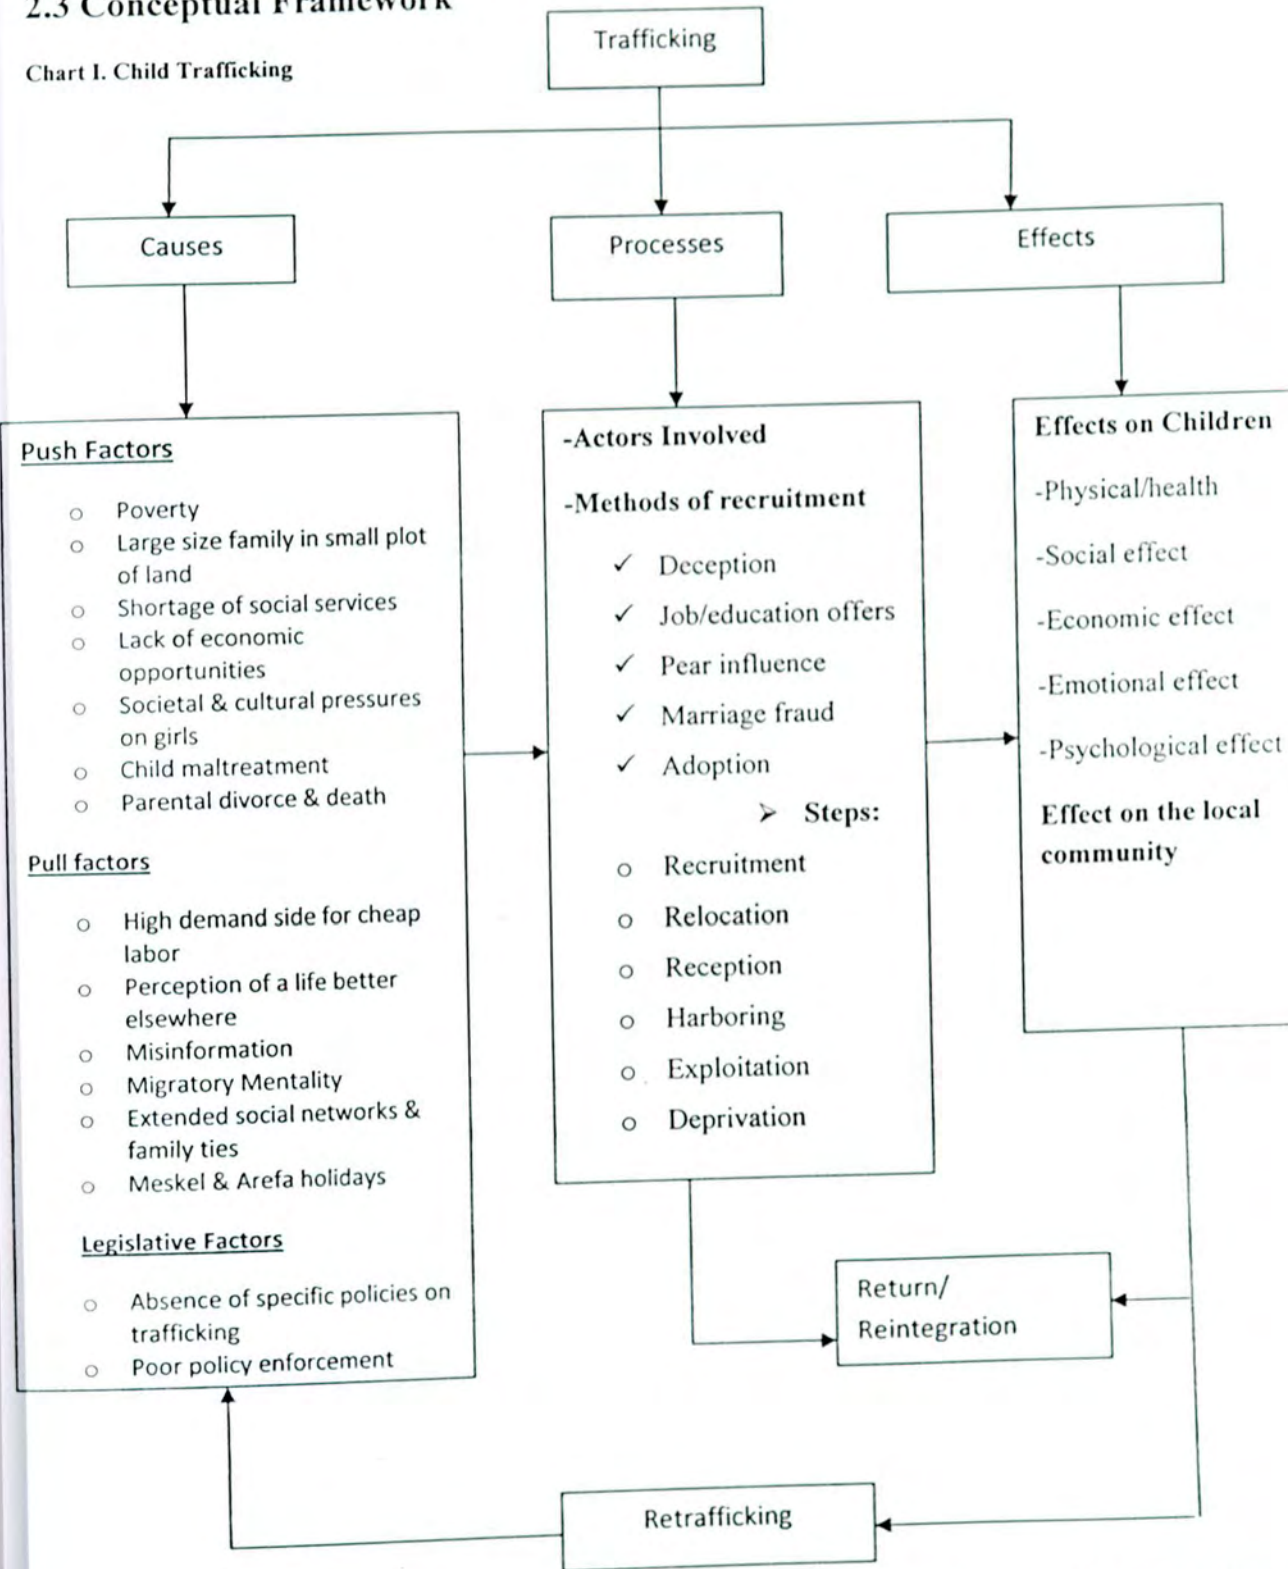 2.3 Conceptual Framework
Chart I. Child Trafficking
Trafficking
Causes
Processes
Effects
Push Factors
○ Poverty
○ Large size family in small plot
of land
○ Shortage of social services
○ Lack of economic
opportunities
○ Societal & cultural pressures
on girls
○ Child maltreatment
○ Parental divorce & death
Pull factors
○ High demand side for cheap
labor
○ Perception of a life better
elsewhere
○ Misinformation
○ Migratory Mentality
○ Extended social networks &
family ties
○ Meskel & Arefa holidays
Legislative Factors
○ Absence of specific policies on
trafficking
○ Poor policy enforcement
-Actors Involved
-Methods of recruitment
✓ Deception
✓ Job/education offers
✓ Pear influence
✓ Marriage fraud
✓ Adoption
➢ Steps:
○ Recruitment
○ Relocation
○ Reception
○ Harboring
○ Exploitation
○ Deprivation
Effects on Children
-Physical/health
-Social effect
-Economic effect
-Emotional effect
-Psychological effect
Effect on the local
community
Return/
Reintegration
Retrafficking